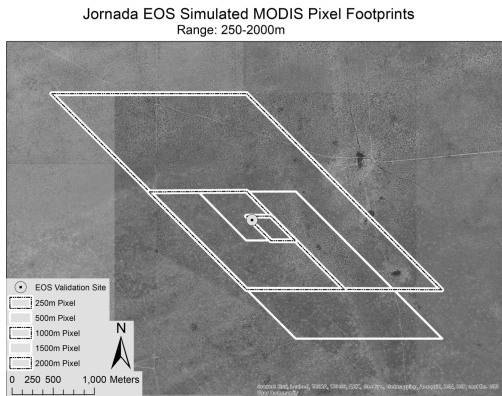 Jornada EOS Simulated MODIS Pixel Footprints
Range: 250-2000m
EOS Validation Site
250m Pixel
500m Pixel
1000m Pixel
1500m Pixel
2000m Pixel
N
0 250 500 1,000 Meters